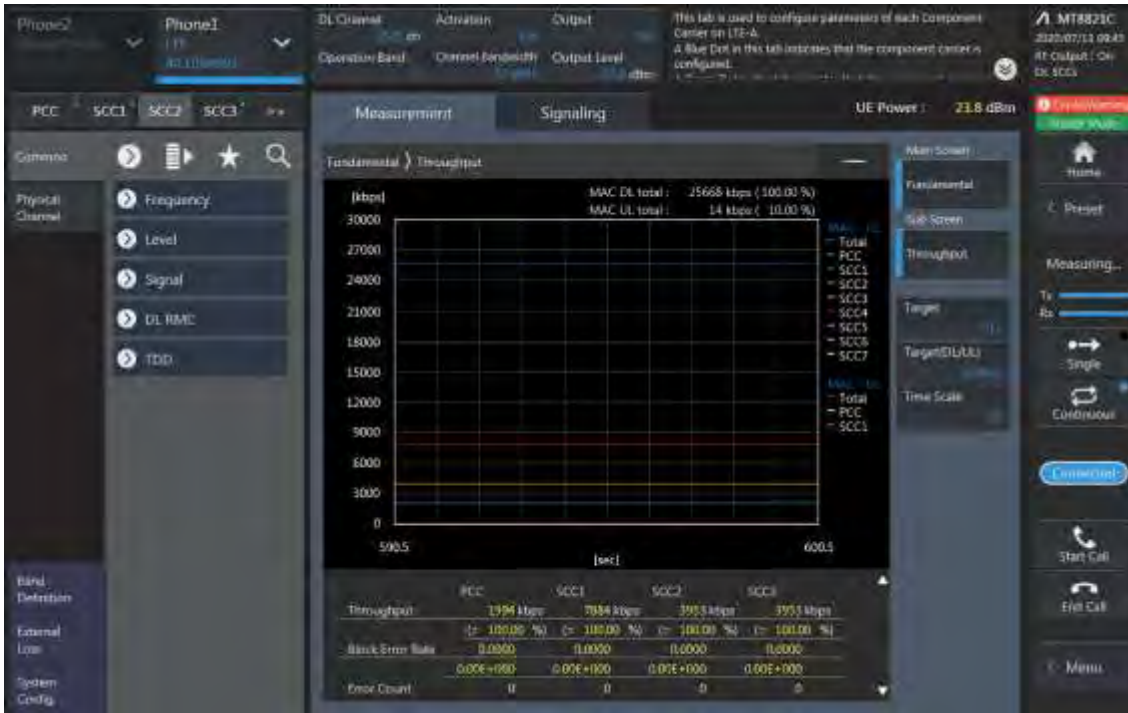 Phone2
Phone1
LTE
DL Channel
Activation
Output
Operation Band
Channel Bandwidth
Output Level
dBm
This tab is used to configure parameters of each Component
Carrier on LTE-A.
A Blue Dot in this tab indicates that the component carrier is
configured.
MT8821C
2020/07/13 09:45
RF Output : On
DL SCCs
PCC
SCC1
SCC2
SCC3
>>
Measurement
Signaling
UE Power :
23.8 dBm
Common
Physical
Channel
Frequency
Level
Signal
DL RMC
TDD
Band
Definition
External
Loss
System
Config.
Fundamental
Throughput
[kbps]
MAC DL total : 25668 kbps ( 100.00 %)
MAC UL total : 14 kbps ( 10.00 %)
30000
27000
24000
21000
18000
15000
12000
9000
6000
3000
0
590.5
600.5
[sec]
Total
PCC
SCC1
SCC2
SCC3
SCC4
SCC5
SCC6
SCC7
Total
PCC
SCC1
PCC
SCC1
SCC2
SCC3
Throughput
1994 kbps
7884 kbps
3953 kbps
3953 kbps
(= 100.00 %)
(= 100.00 %)
(= 100.00 %)
(= 100.00 %)
Block Error Rate
0.0000
0.0000
0.0000
0.0000
0.00E+000
0.00E+000
0.00E+000
0.00E+000
Error Count
0
0
0
0
Main Screen
Fundamental
Sub Screen
Throughput
Target
Target(DL/UL)
Time Scale
Home
Preset
Measuring...
Tx
Rx
Single
Continuous
Connected
Start Call
End Call
Menu